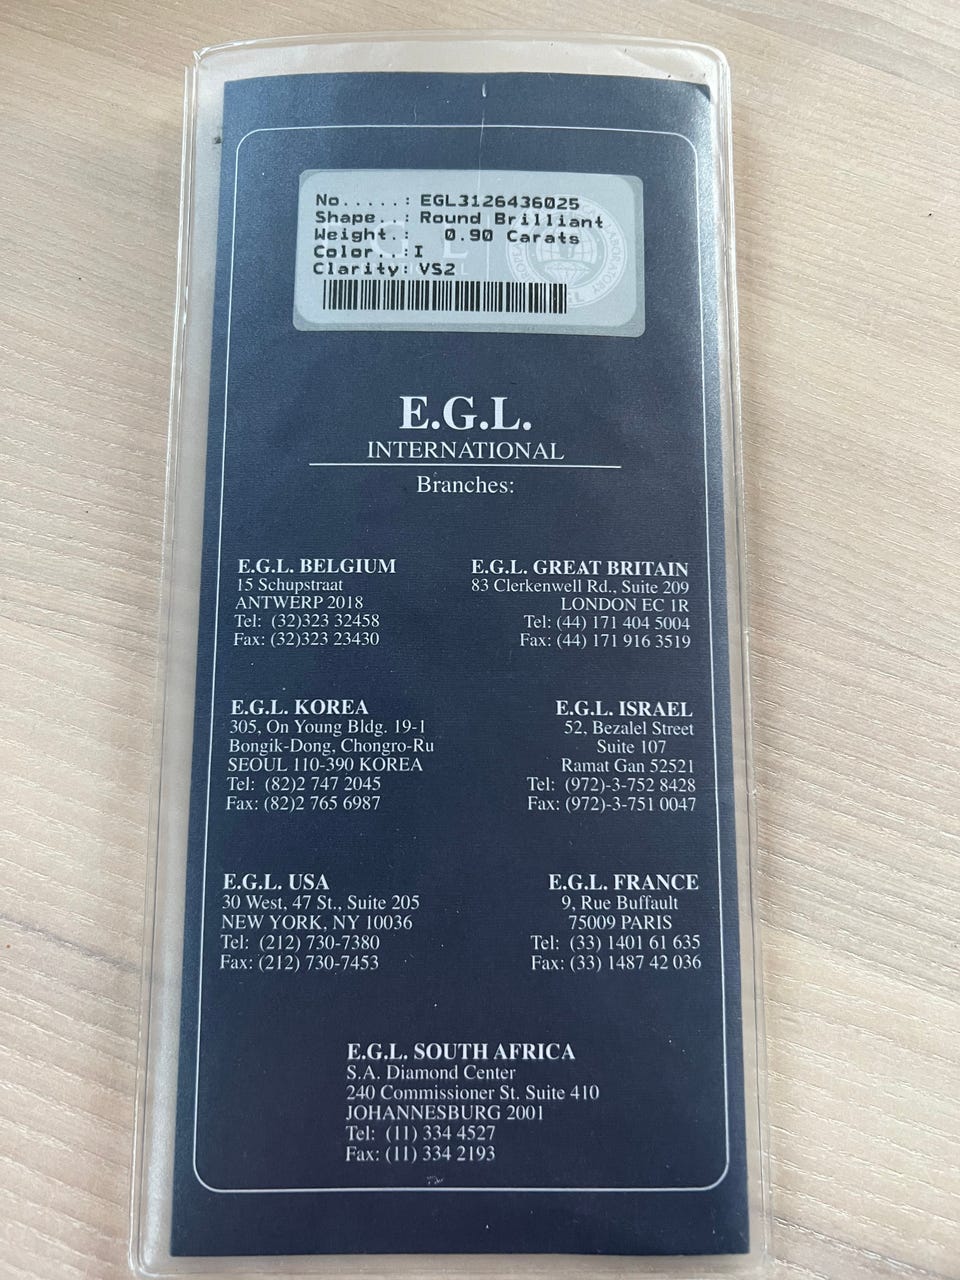 No.....: EGL3126436025
Shape..: Round Brilliant
Weight.: 0.90 Carats
Color..: I
Clarity: VS2
E.G.L.
INTERNATIONAL
Branches:
E.G.L. BELGIUM
15 Schupstraat
ANTWERP 2018
Tel: (32)323 32458
Fax: (32)323 23430
E.G.L. GREAT BRITAIN
83 Clerkenwell Rd., Suite 209
LONDON EC 1R
Tel: (44) 171 404 5004
Fax: (44) 171 916 3519
E.G.L. KOREA
305, On Young Bldg. 19-1
Bongik-Dong, Chongro-Ru
SEOUL 110-390 KOREA
Tel: (82)2 747 2045
Fax: (82)2 765 6987
E.G.L. ISRAEL
52, Bezalel Street
Suite 107
Ramat Gan 52521
Tel: (972)-3-752 8428
Fax: (972)-3-751 0047
E.G.L. USA
30 West, 47 St., Suite 205
NEW YORK, NY 10036
Tel: (212) 730-7380
Fax: (212) 730-7453
E.G.L. FRANCE
9, Rue Buffault
75009 PARIS
Tel: (33) 1401 61 635
Fax: (33) 1487 42 036
E.G.L. SOUTH AFRICA
S.A. Diamond Center
240 Commissioner St. Suite 410
JOHANNESBURG 2001
Tel: (11) 334 4527
Fax: (11) 334 2193